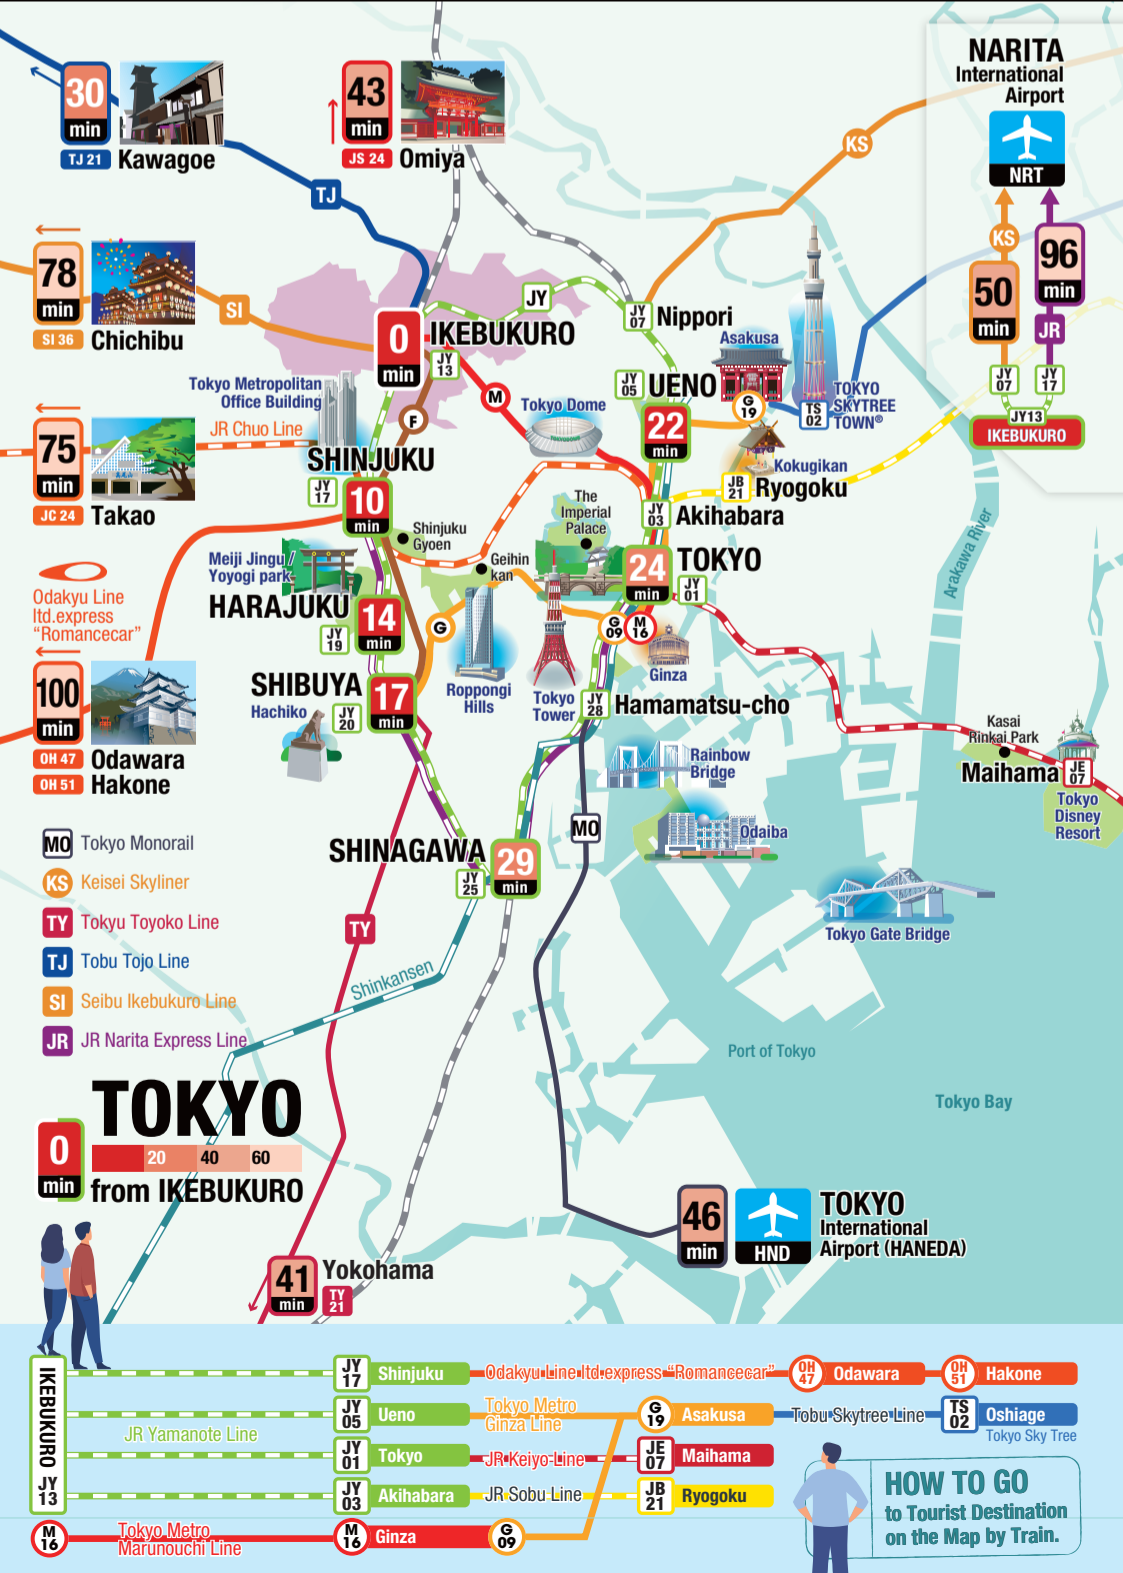 NARITA
International
Airport
NRT
KS
50
min
96
min
JR
JY
07
JY
17
JY13
IKEBUKURO
30
min
TJ 21
Kawagoe
43
min
JS 24
Omiya
TJ
KS
78
min
SI 36
Chichibu
SI
0
min
IKEBUKURO
JY
13
JY
JY
07
Nippori
Asakusa
JY
05
UENO
22
min
G
19
TS
02
TOKYO
SKYTREE
TOWN®
Tokyo Metropolitan
Office Building
M
F
Tokyo Dome
JR Chuo Line
75
min
JC 24
Takao
SHINJUKU
JY
17
10
min
Kokugikan
JB
21
Ryogoku
The
Imperial
Palace
JY
03
Akihabara
Shinjuku
Gyoen
Geihin
kan
24
min
TOKYO
JY
01
Arakawa River
Odakyu Line
ltd.express
“Romancecar”
Meiji Jingu /
Yoyogi park
HARAJUKU
JY
19
14
min
G
G
09
M
16
Ginza
100
min
OH 47
Odawara
OH 51
Hakone
SHIBUYA
Hachiko
JY
20
17
min
Roppongi
Hills
Tokyo
Tower
JY
28
Hamamatsu-cho
Rainbow
Bridge
Kasai
Rinkai Park
Maihama
JE
07
Tokyo
Disney
Resort
Odaiba
MO
SHINAGAWA
JY
25
29
min
Tokyo Gate Bridge
MO Tokyo Monorail
KS Keisei Skyliner
TY Tokyu Toyoko Line
TJ Tobu Tojo Line
SI Seibu Ikebukuro Line
JR JR Narita Express Line
TY
Shinkansen
Port of Tokyo
Tokyo Bay
0
min
TOKYO
20 40 60
from IKEBUKURO
46
min
HND
TOKYO
International
Airport (HANEDA)
41
min
Yokohama
TY
21
IKEBUKURO
JY
13
JR Yamanote Line
JY
17
Shinjuku
Odakyu Line ltd.express “Romancecar”
OH
47
Odawara
OH
51
Hakone
JY
05
Ueno
Tokyo Metro
Ginza Line
G
19
Asakusa
Tobu Skytree Line
TS
02
Oshiage
Tokyo Sky Tree
JY
01
Tokyo
JR Keiyo Line
JE
07
Maihama
JY
03
Akihabara
JR Sobu Line
JB
21
Ryogoku
M
16
Tokyo Metro
Marunouchi Line
M
16
Ginza
G
09
HOW TO GO
to Tourist Destination
on the Map by Train.